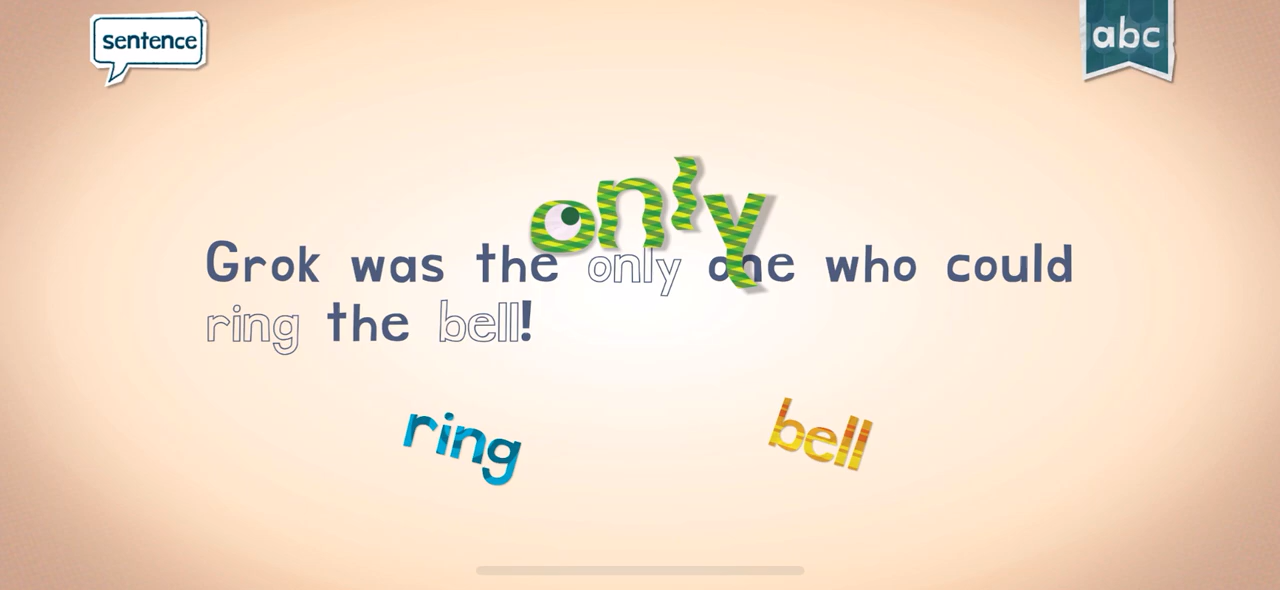 sentence
abc
only
Grok was the only one who could
ring the bell!
ring
bell